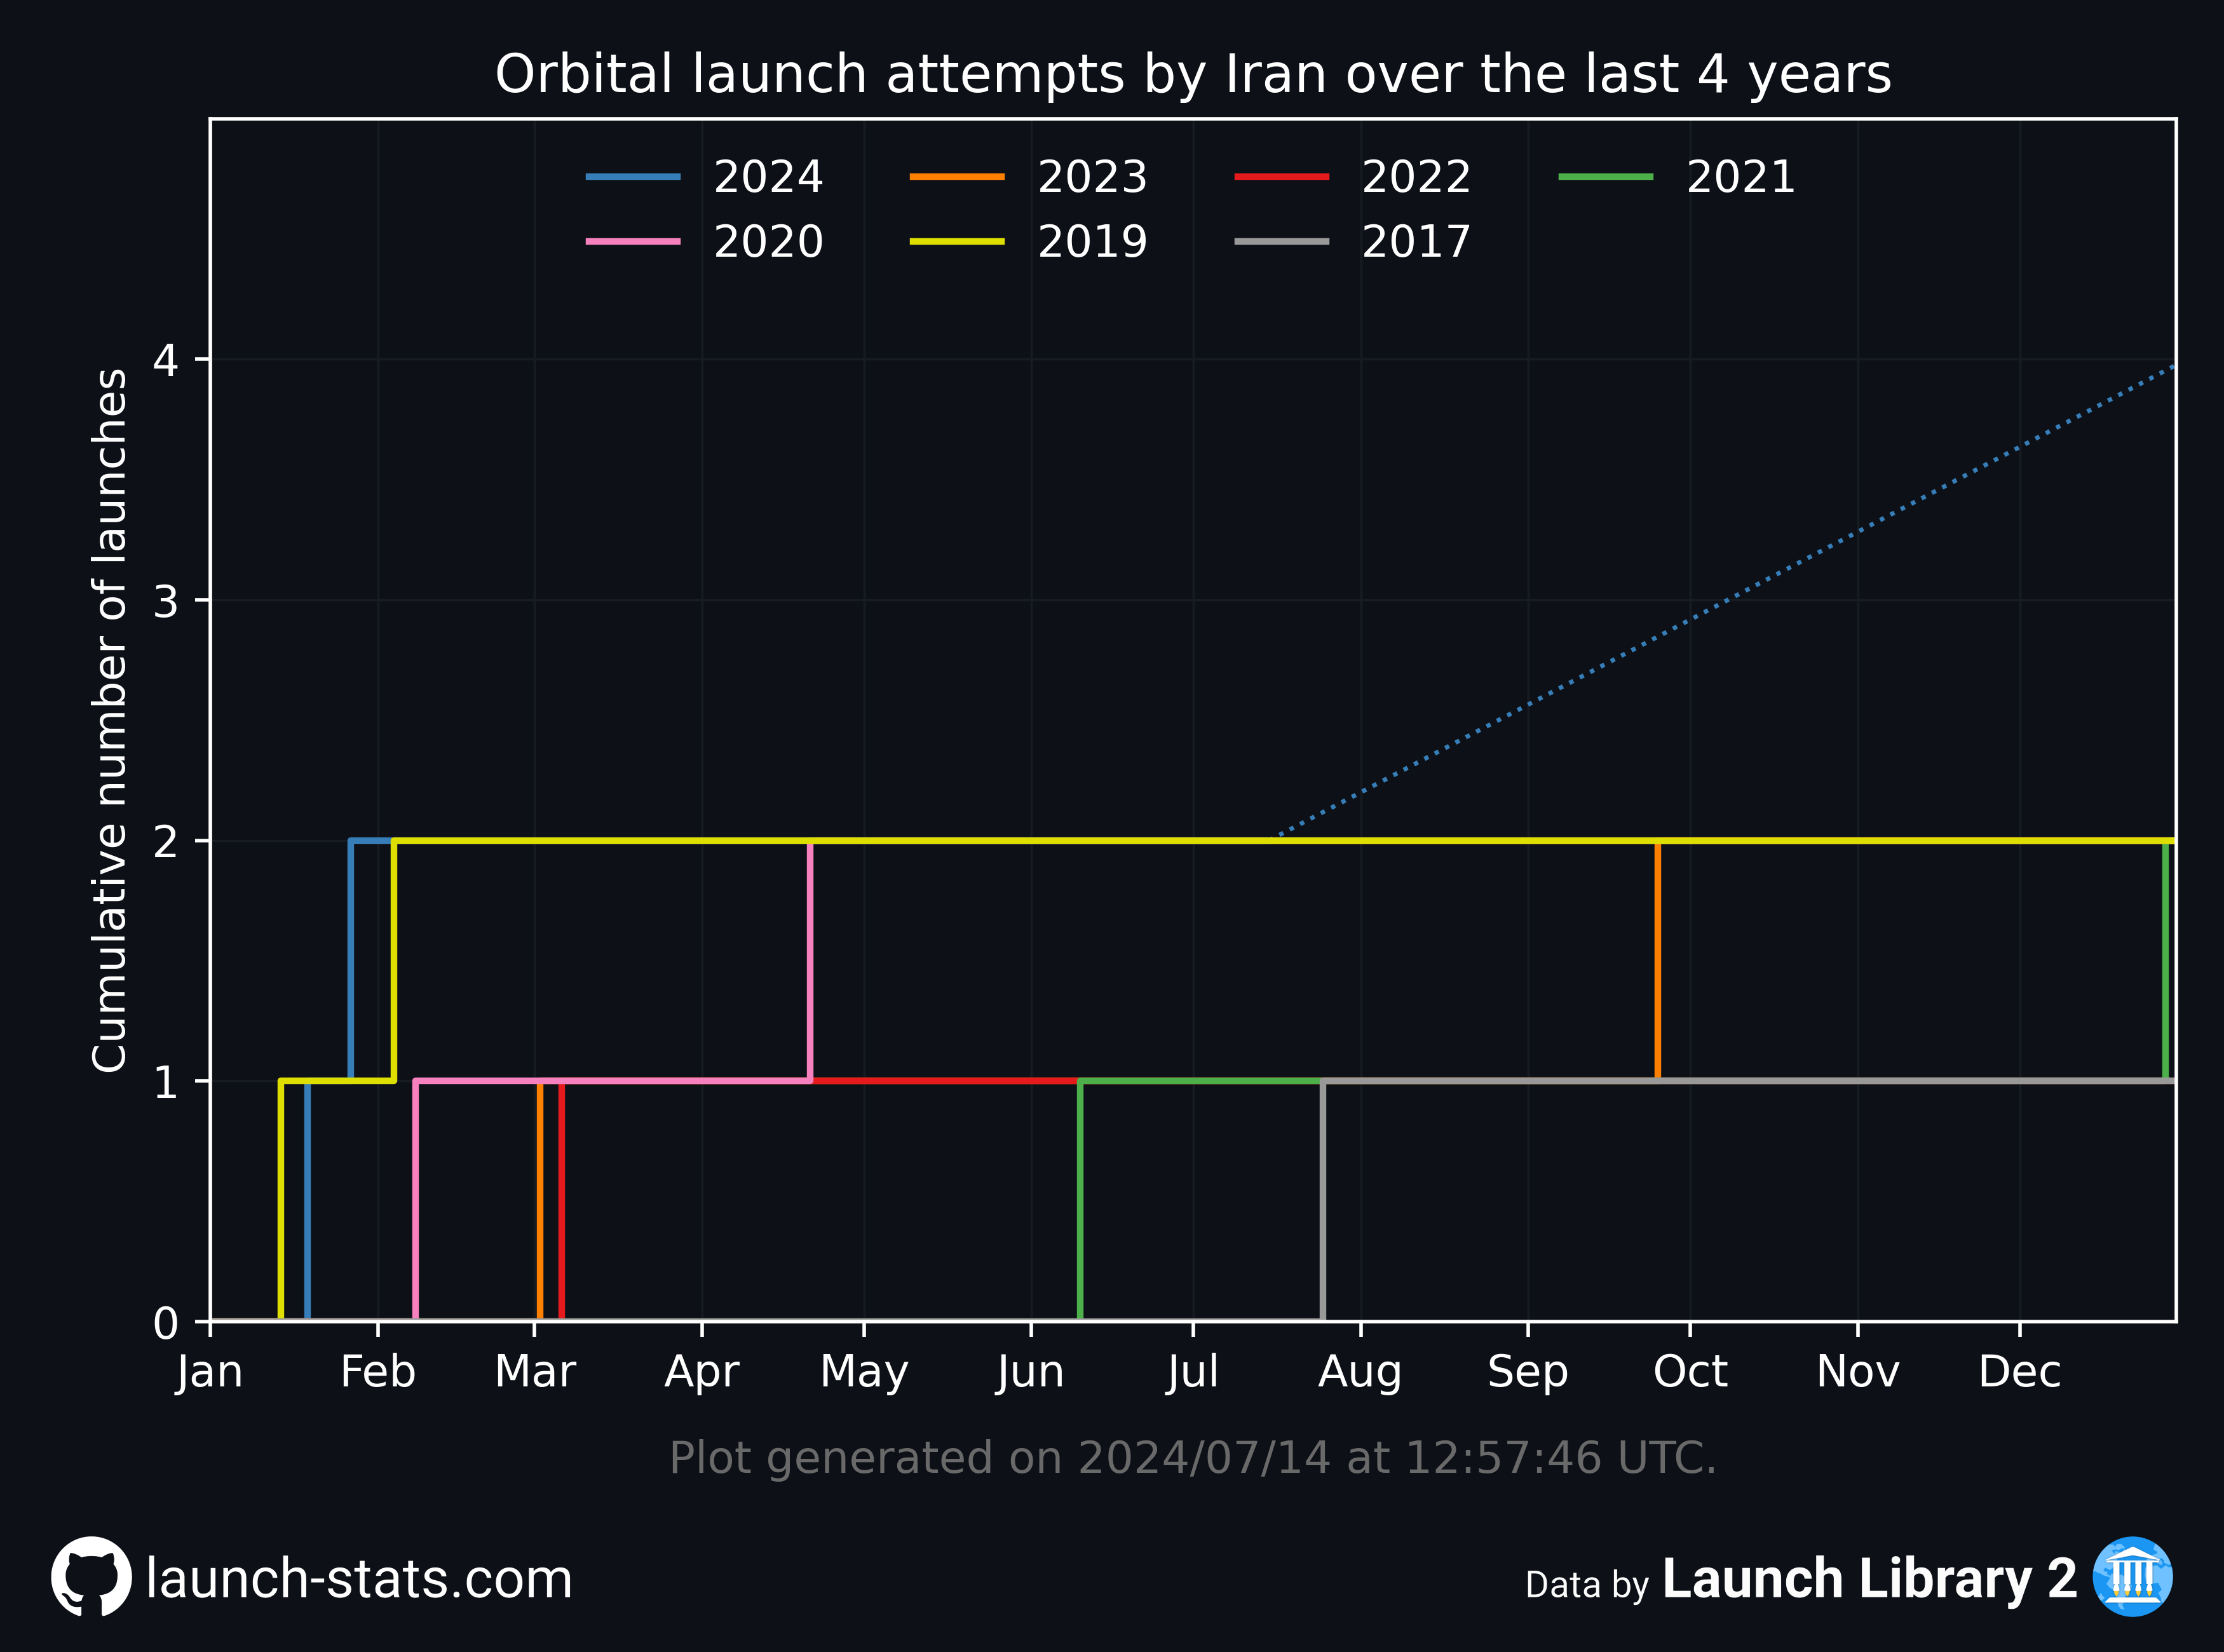 Orbital launch attempts by Iran over the last 4 years
2024 2023 2022 2021
2020 2019 2017
Cumulative number of launches
4
3
2
1
0
Jan Feb Mar Apr May Jun Jul Aug Sep Oct Nov Dec
Plot generated on 2024/07/14 at 12:57:46 UTC.
launch-stats.com
Data by Launch Library 2